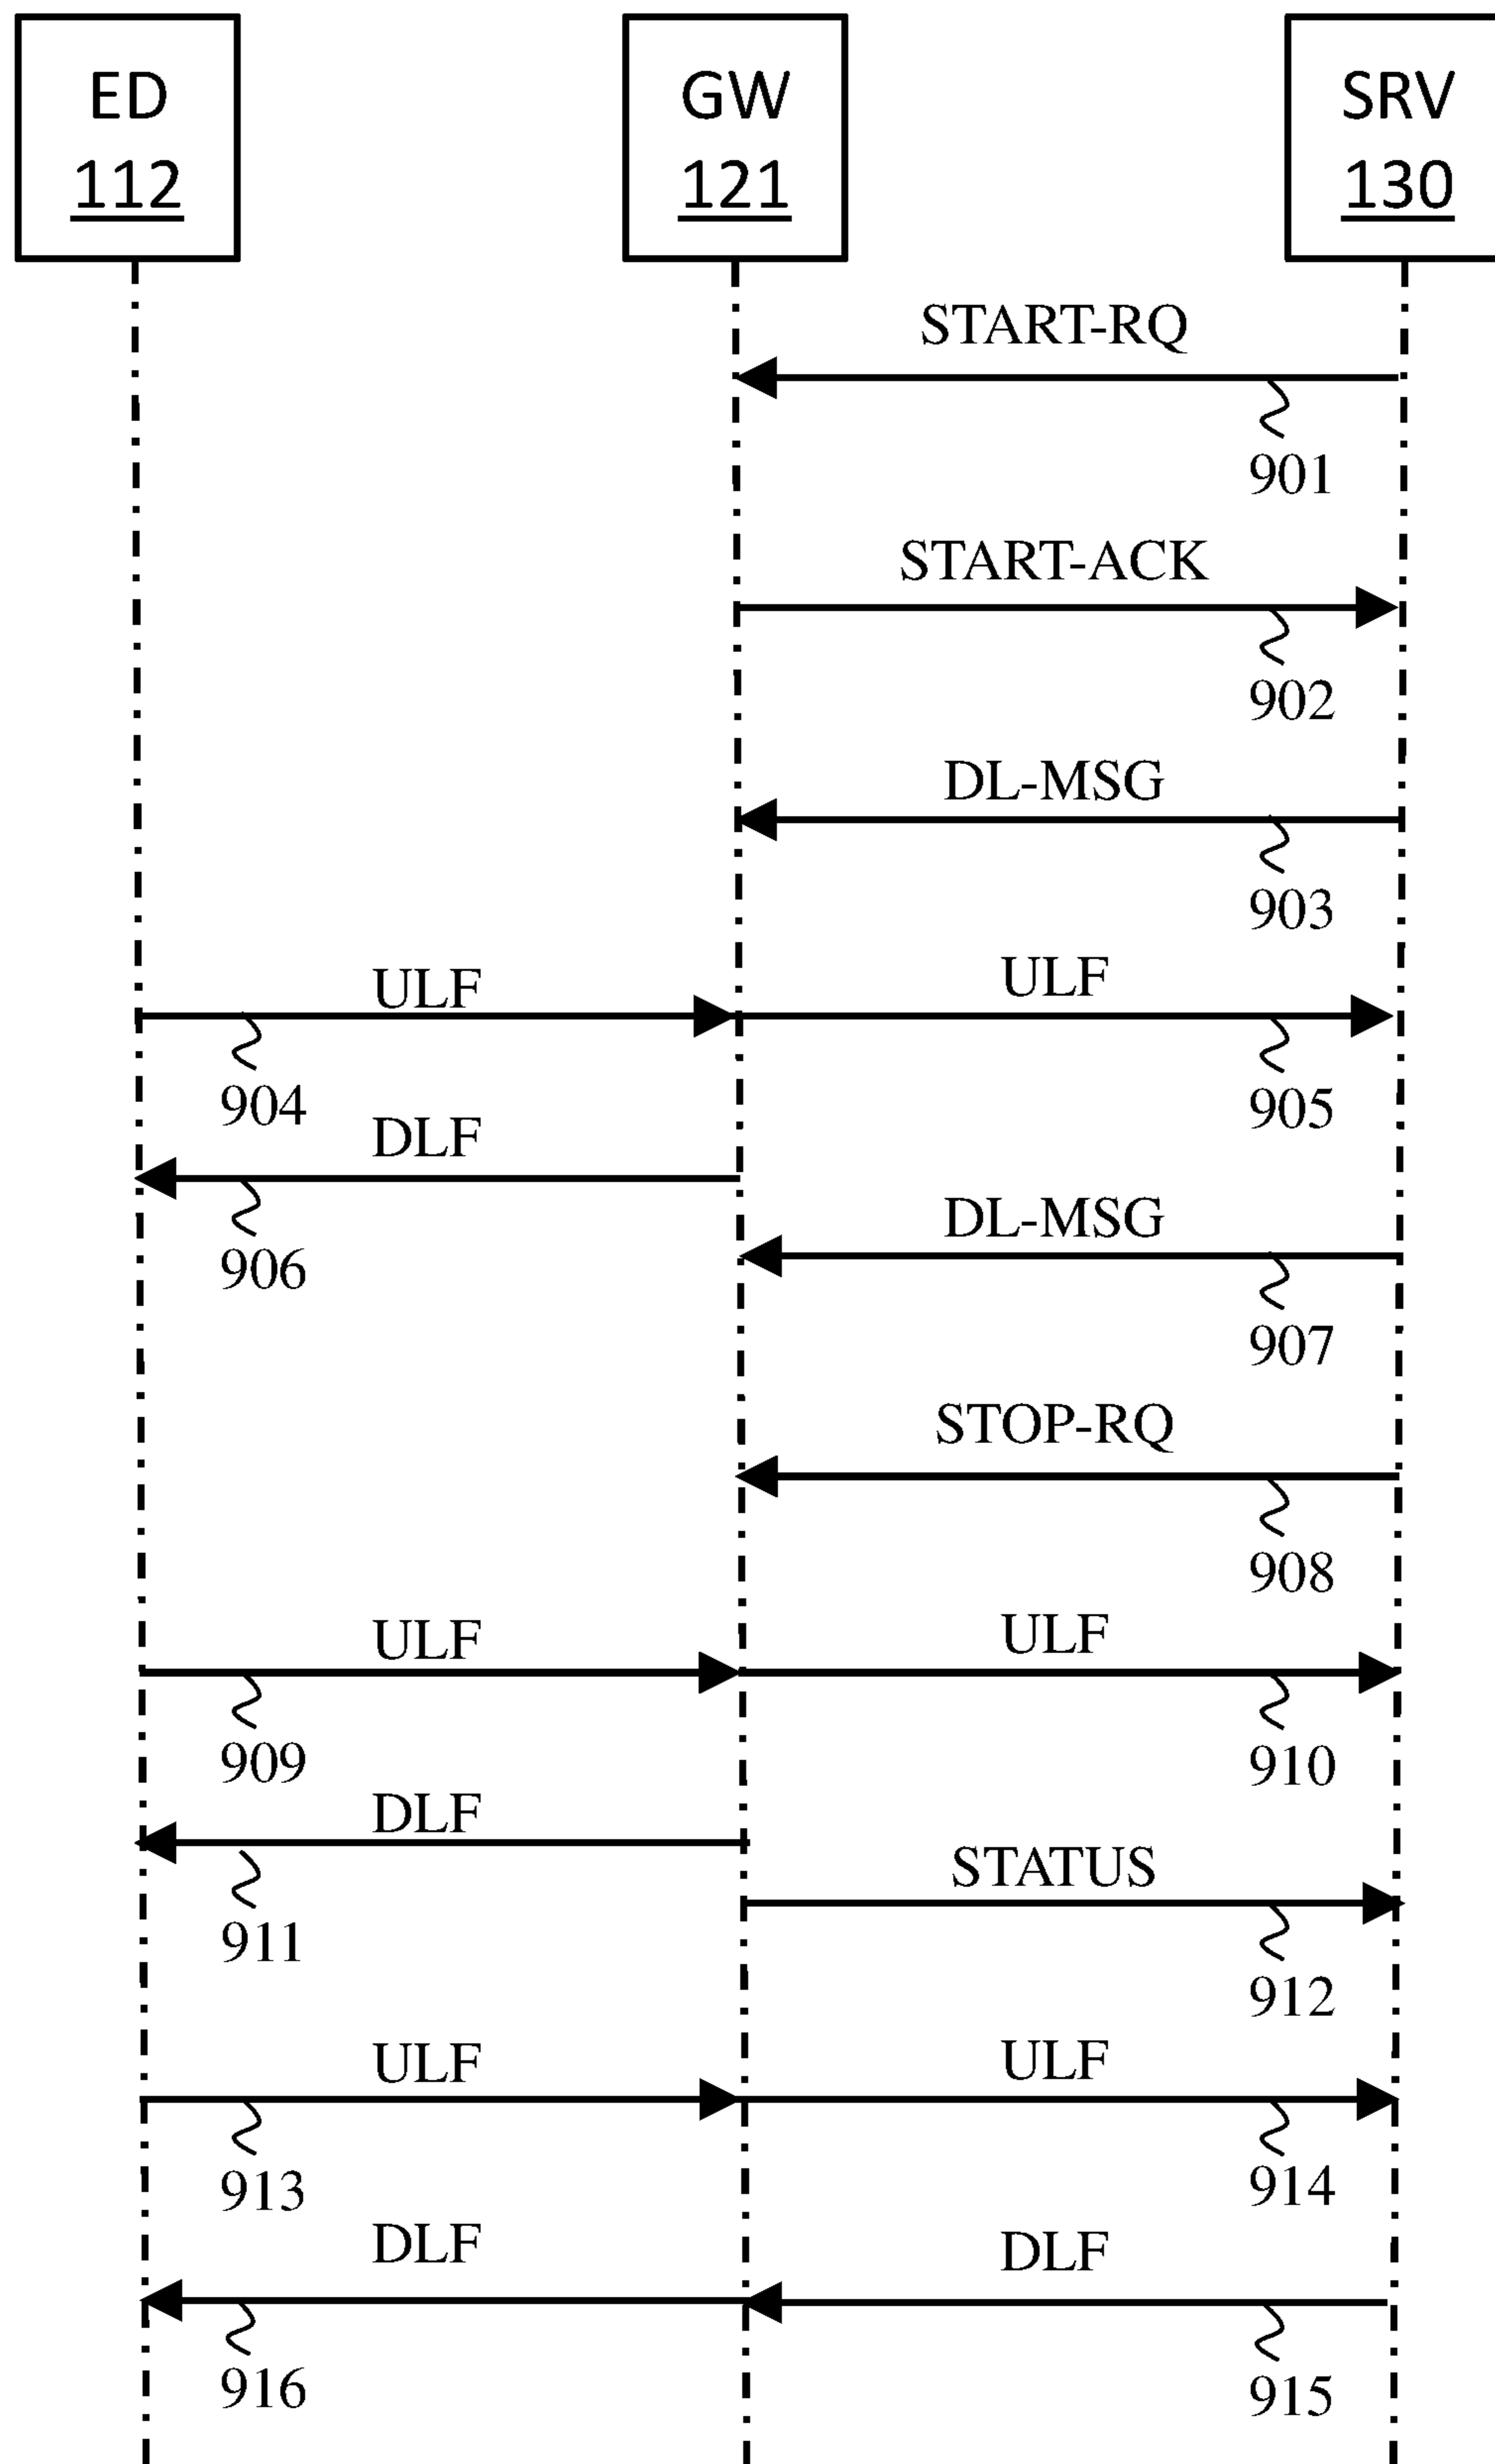 ED
112
GW
121
SRV
130
START-RQ
901
START-ACK
902
DL-MSG
903
ULF
904
ULF
905
DLF
906
DL-MSG
907
STOP-RQ
908
ULF
909
ULF
910
DLF
911
STATUS
912
ULF
913
ULF
914
DLF
916
DLF
915